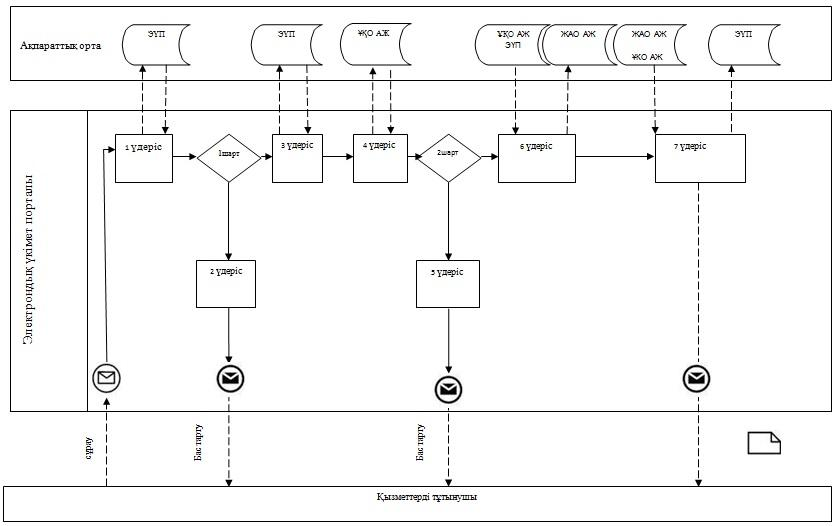 Ақпараттық орта
ЭҮП
ЭҮП
ҰҚО АЖ
ҰҚО АЖ
ЭҮП
ЖАО АЖ
ЖАО АЖ
ҰКО АЖ
ЭҮП
Электрондық үкімет порталы
1 үдеріс
1шарт
3 үдеріс
4 үдеріс
2шарт
6 үдеріс
7 үдеріс
2 үдеріс
5 үдеріс
сұрау
Бас тарту
Бас тарту
Қызметтерді тұтынушы